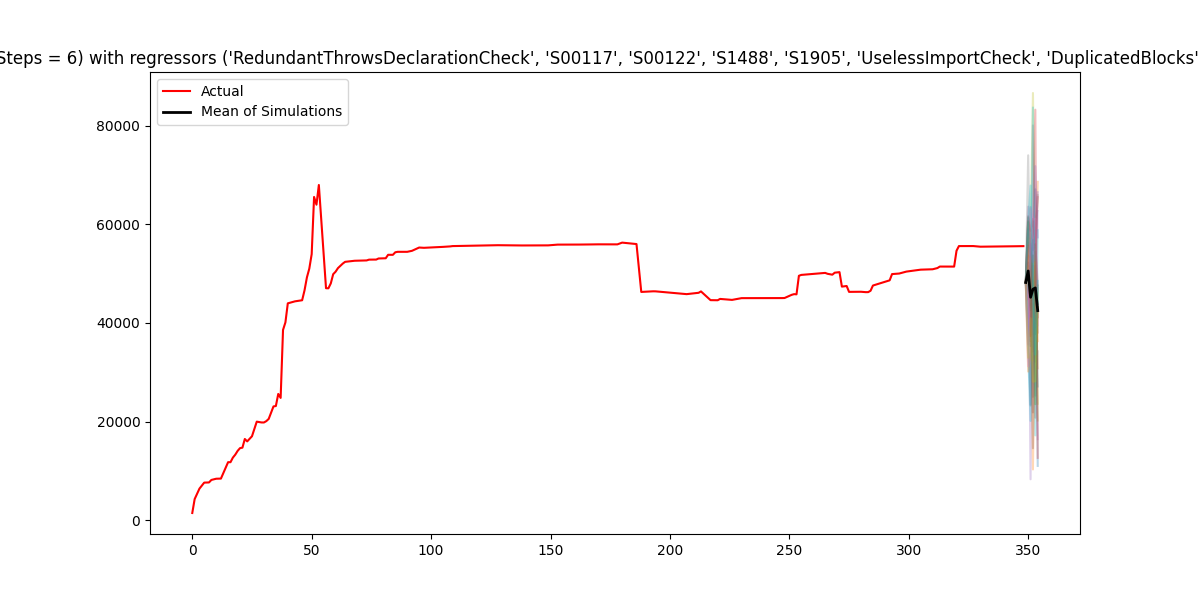 Steps = 6) with regressors ('RedundantThrowsDeclarationCheck', 'S00117', 'S00122', 'S1488', 'S1905', 'UselessImportCheck', 'DuplicatedBlocks'
Actual
Mean of Simulations
80000
60000
40000
20000
0
0 50 100 150 200 250 300 350